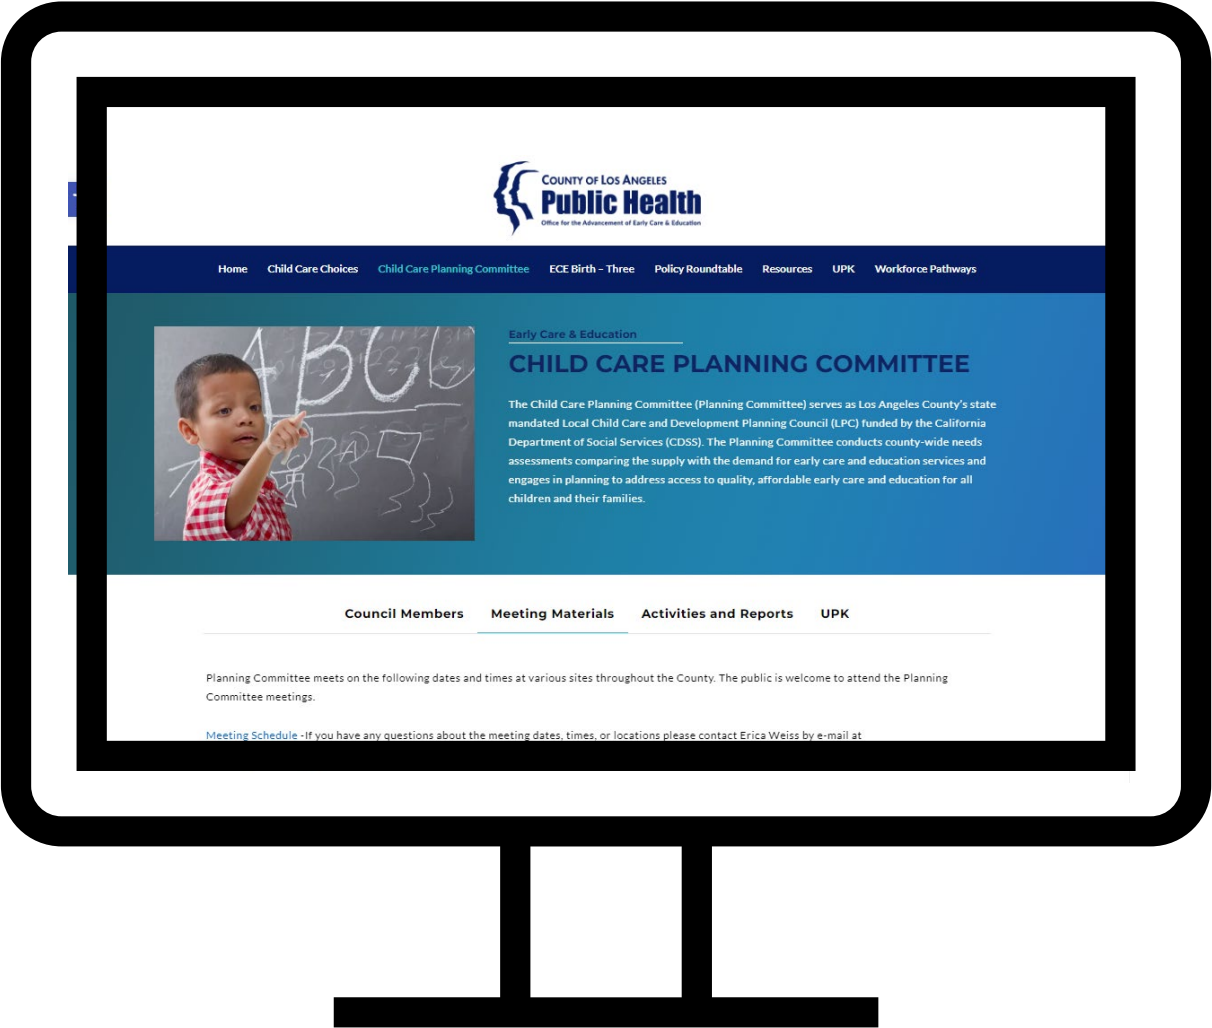 COUNTY OF LOS ANGELES
Public Health
Office for the Advancement of Early Care & Education
Home Child Care Choices Child Care Planning Committee ECE Birth – Three Policy Roundtable Resources UPK Workforce Pathways
ABCD
Early Care & Education
CHILD CARE PLANNING COMMITTEE
The Child Care Planning Committee (Planning Committee) serves as Los Angeles County's state
mandated Local Child Care and Development Planning Council (LPC) funded by the California
Department of Social Services (CDSS). The Planning Committee conducts county-wide needs
assessments comparing the supply with the demand for early care and education services and
engages in planning to address access to quality, affordable early care and education for all
children and their families.
Council Members Meeting Materials Activities and Reports UPK
Planning Committee meets on the following dates and times at various sites throughout the County. The public is welcome to attend the Planning
Committee meetings.
Meeting Schedule -If you have any questions about the meeting dates, times, or locations please contact Erica Weiss by e-mail at